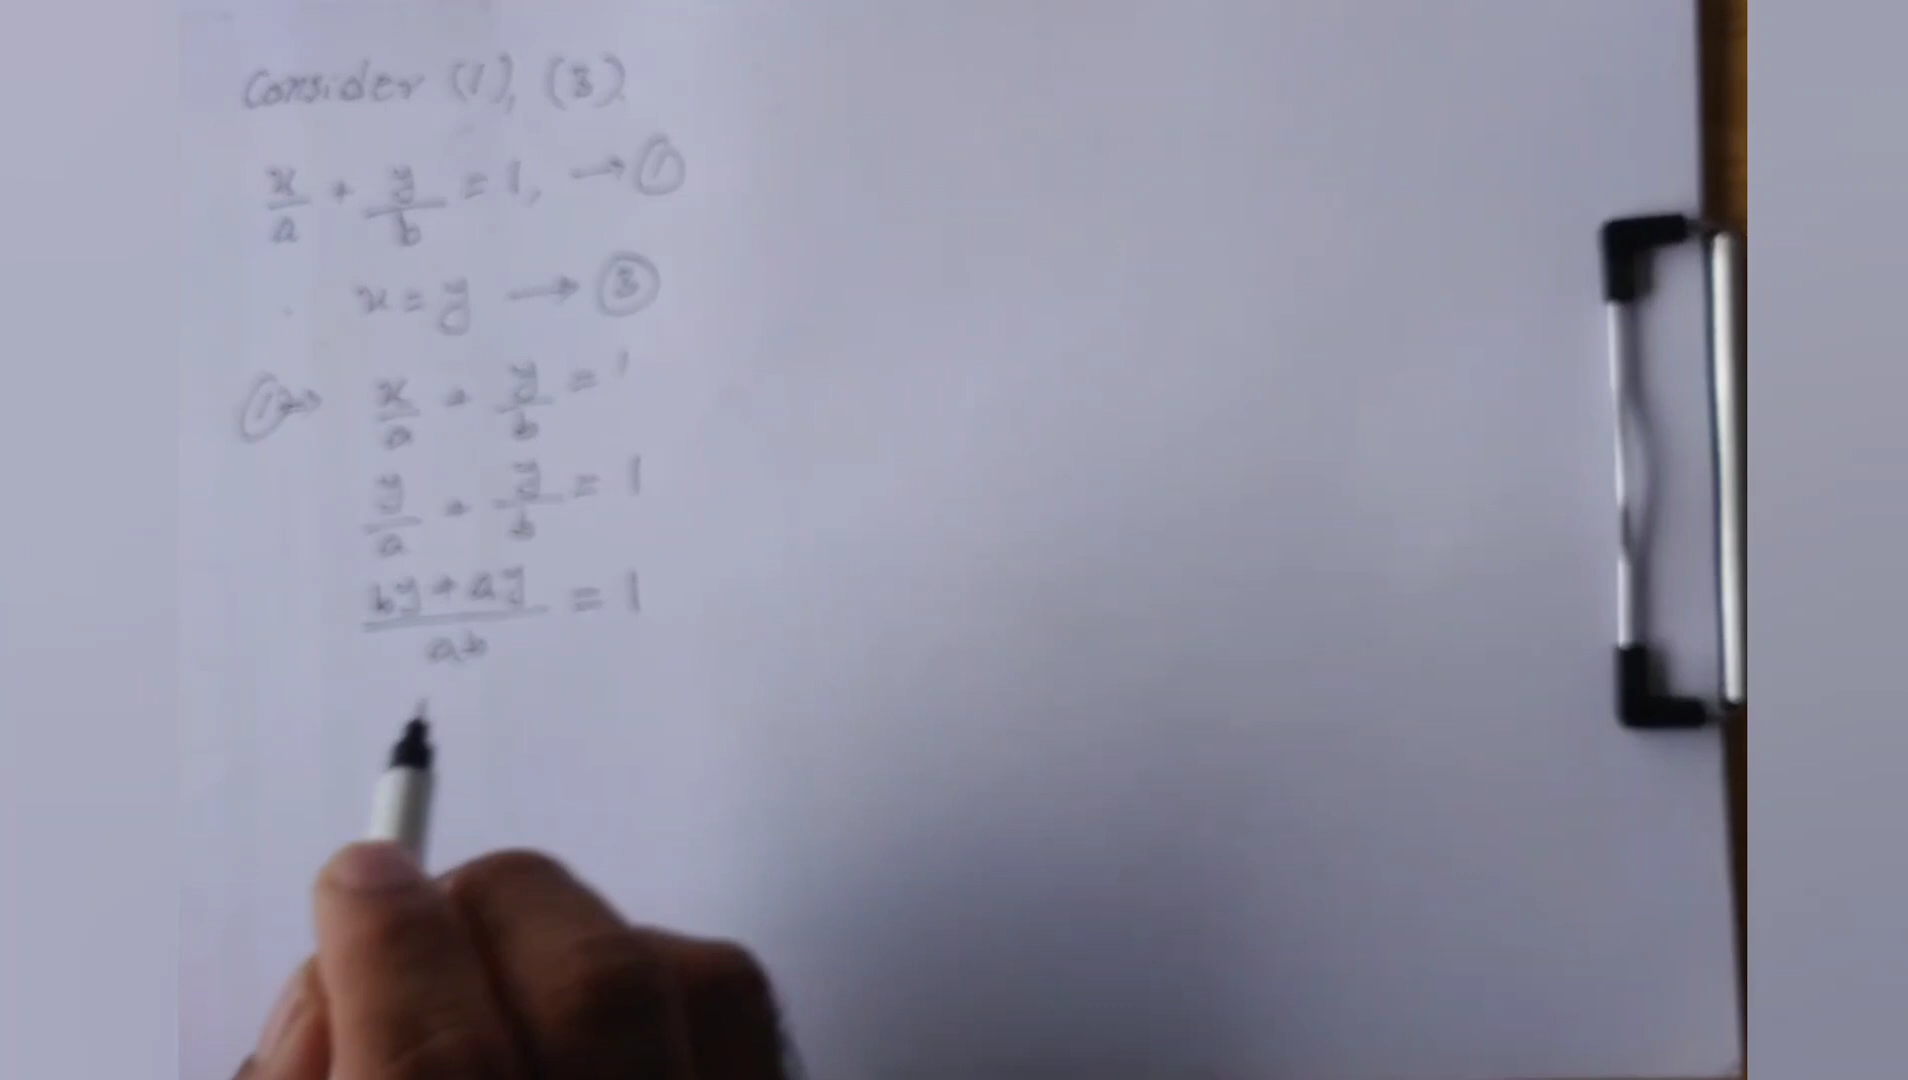 Consider (1), (3)
x/a + y/b = 1, → ①
x = y → ③
① ⇒ x/a + y/b = 1
y/a + y/b = 1
by + ay / ab = 1